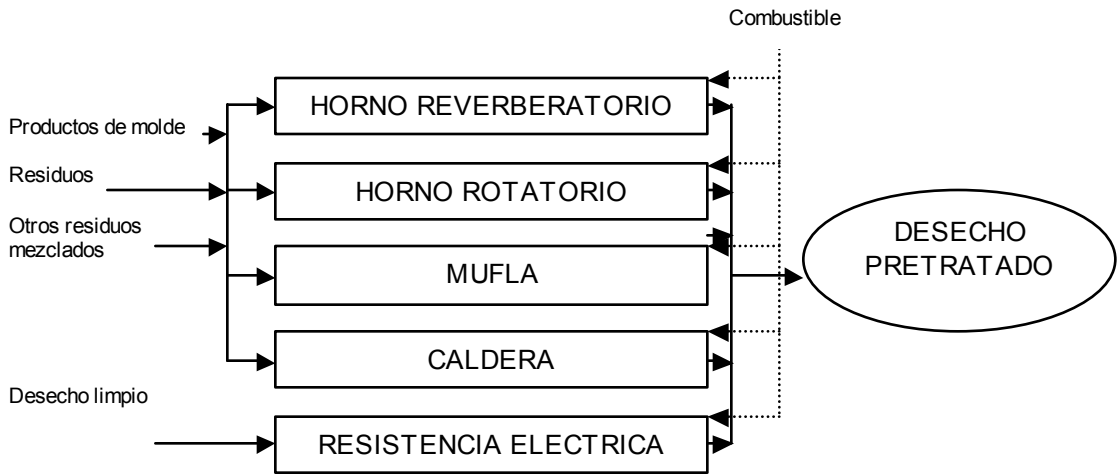 Combustible
HORNO REVERBERATORIO
Productos de molde
Residuos
HORNO ROTATORIO
Otros residuos
mezclados
DESECHO
PRETRATADO
MUFLA
CALDERA
Desecho limpio
RESISTENCIA ELECTRICA